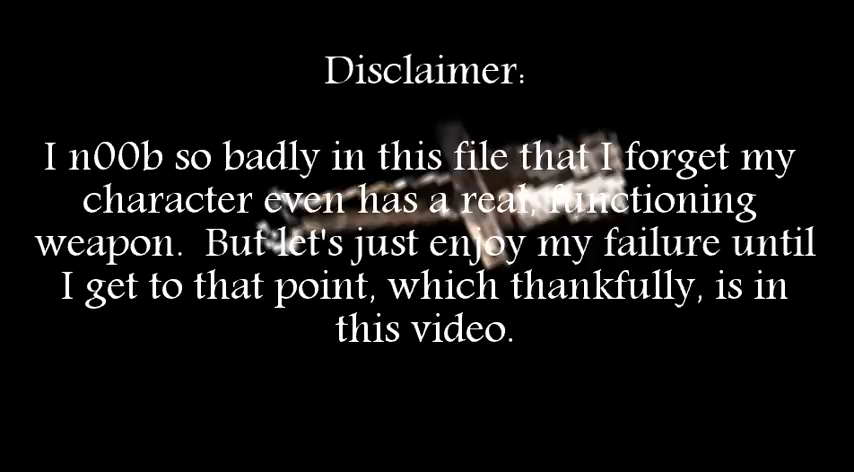 Disclaimer:
I n00b so badly in this file that I forget my
character even has a real, functioning
weapon.  But let's just enjoy my failure until
I get to that point, which thankfully, is in
this video.